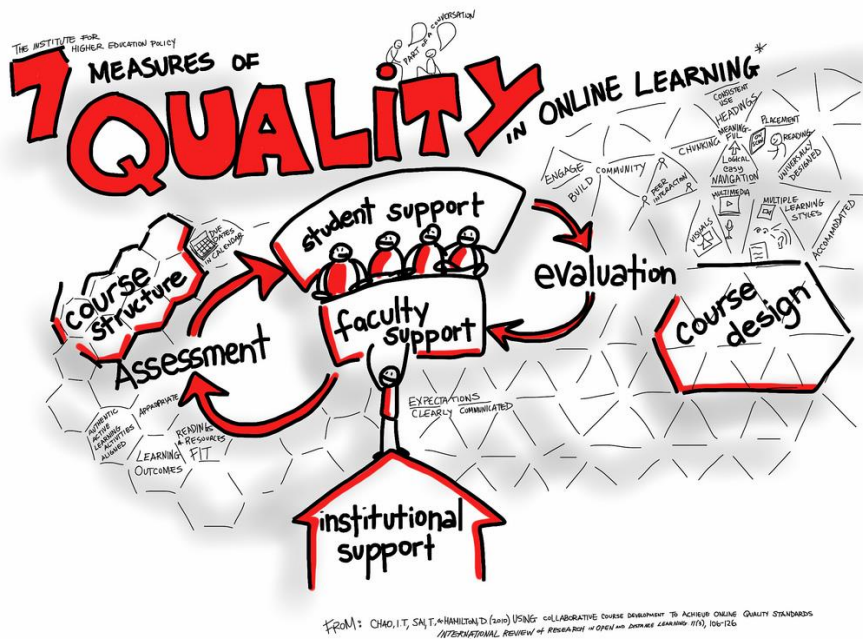 THE INSTITUTE FOR
HIGHER EDUCATION POLICY
PART OF A CONVERSATION
7 MEASURES OF
QUALiTY
IN ONLINE LEARNING*
student support
faculty
support
evaluation
Assessment
course
structure
DUE
DATES
IN CALENDAR
course
design
CONSISTENT
USE
HEADINGS
MEANING-
FUL
CHUNKING
LOGICAL
EASY
NAVIGATION
PLACEMENT
READING
UNIVERSALLY
DESIGNED
ENGAGE
BUILD
COMMUNITY
PEER
INTERACTION
MULTIMEDIA
VISUALS
MULTIPLE
LEARNING
STYLES
ACCOMMODATED
AUTHENTIC
ACTIVE
LEARNING
ACTIVITIES
ALIGNED
APPROPRIATE
READINGS
& RESOURCES
FIT
LEARNING
OUTCOMES
EXPECTATIONS
CLEARLY COMMUNICATED
institutional
support
FROM: CHAO, I.T, SAJ, T, & HAMILTON, D. (2010) USING COLLABORATIVE COURSE DEVELOPMENT TO ACHIEVE ONLINE QUALITY STANDARDS
INTERNATIONAL REVIEW of RESEARCH IN OPEN AND DISTANCE LEARNING 11(3), 106-126